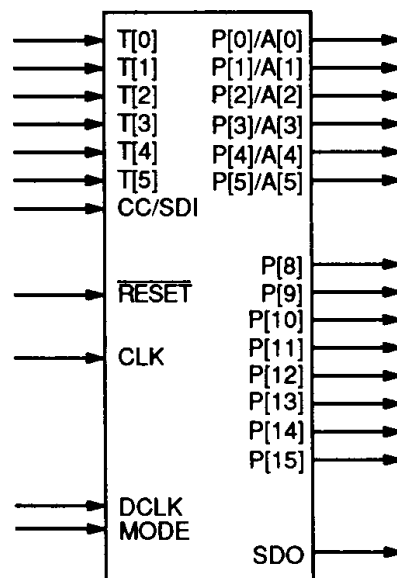 T[0] P[0]/A[0]
T[1] P[1]/A[1]
T[2] P[2]/A[2]
T[3] P[3]/A[3]
T[4] P[4]/A[4]
T[5] P[5]/A[5]
CC/SDI
P[8]
RESET P[9]
P[10]
CLK P[11]
P[12]
P[13]
P[14]
P[15]
DCLK
MODE
SDO